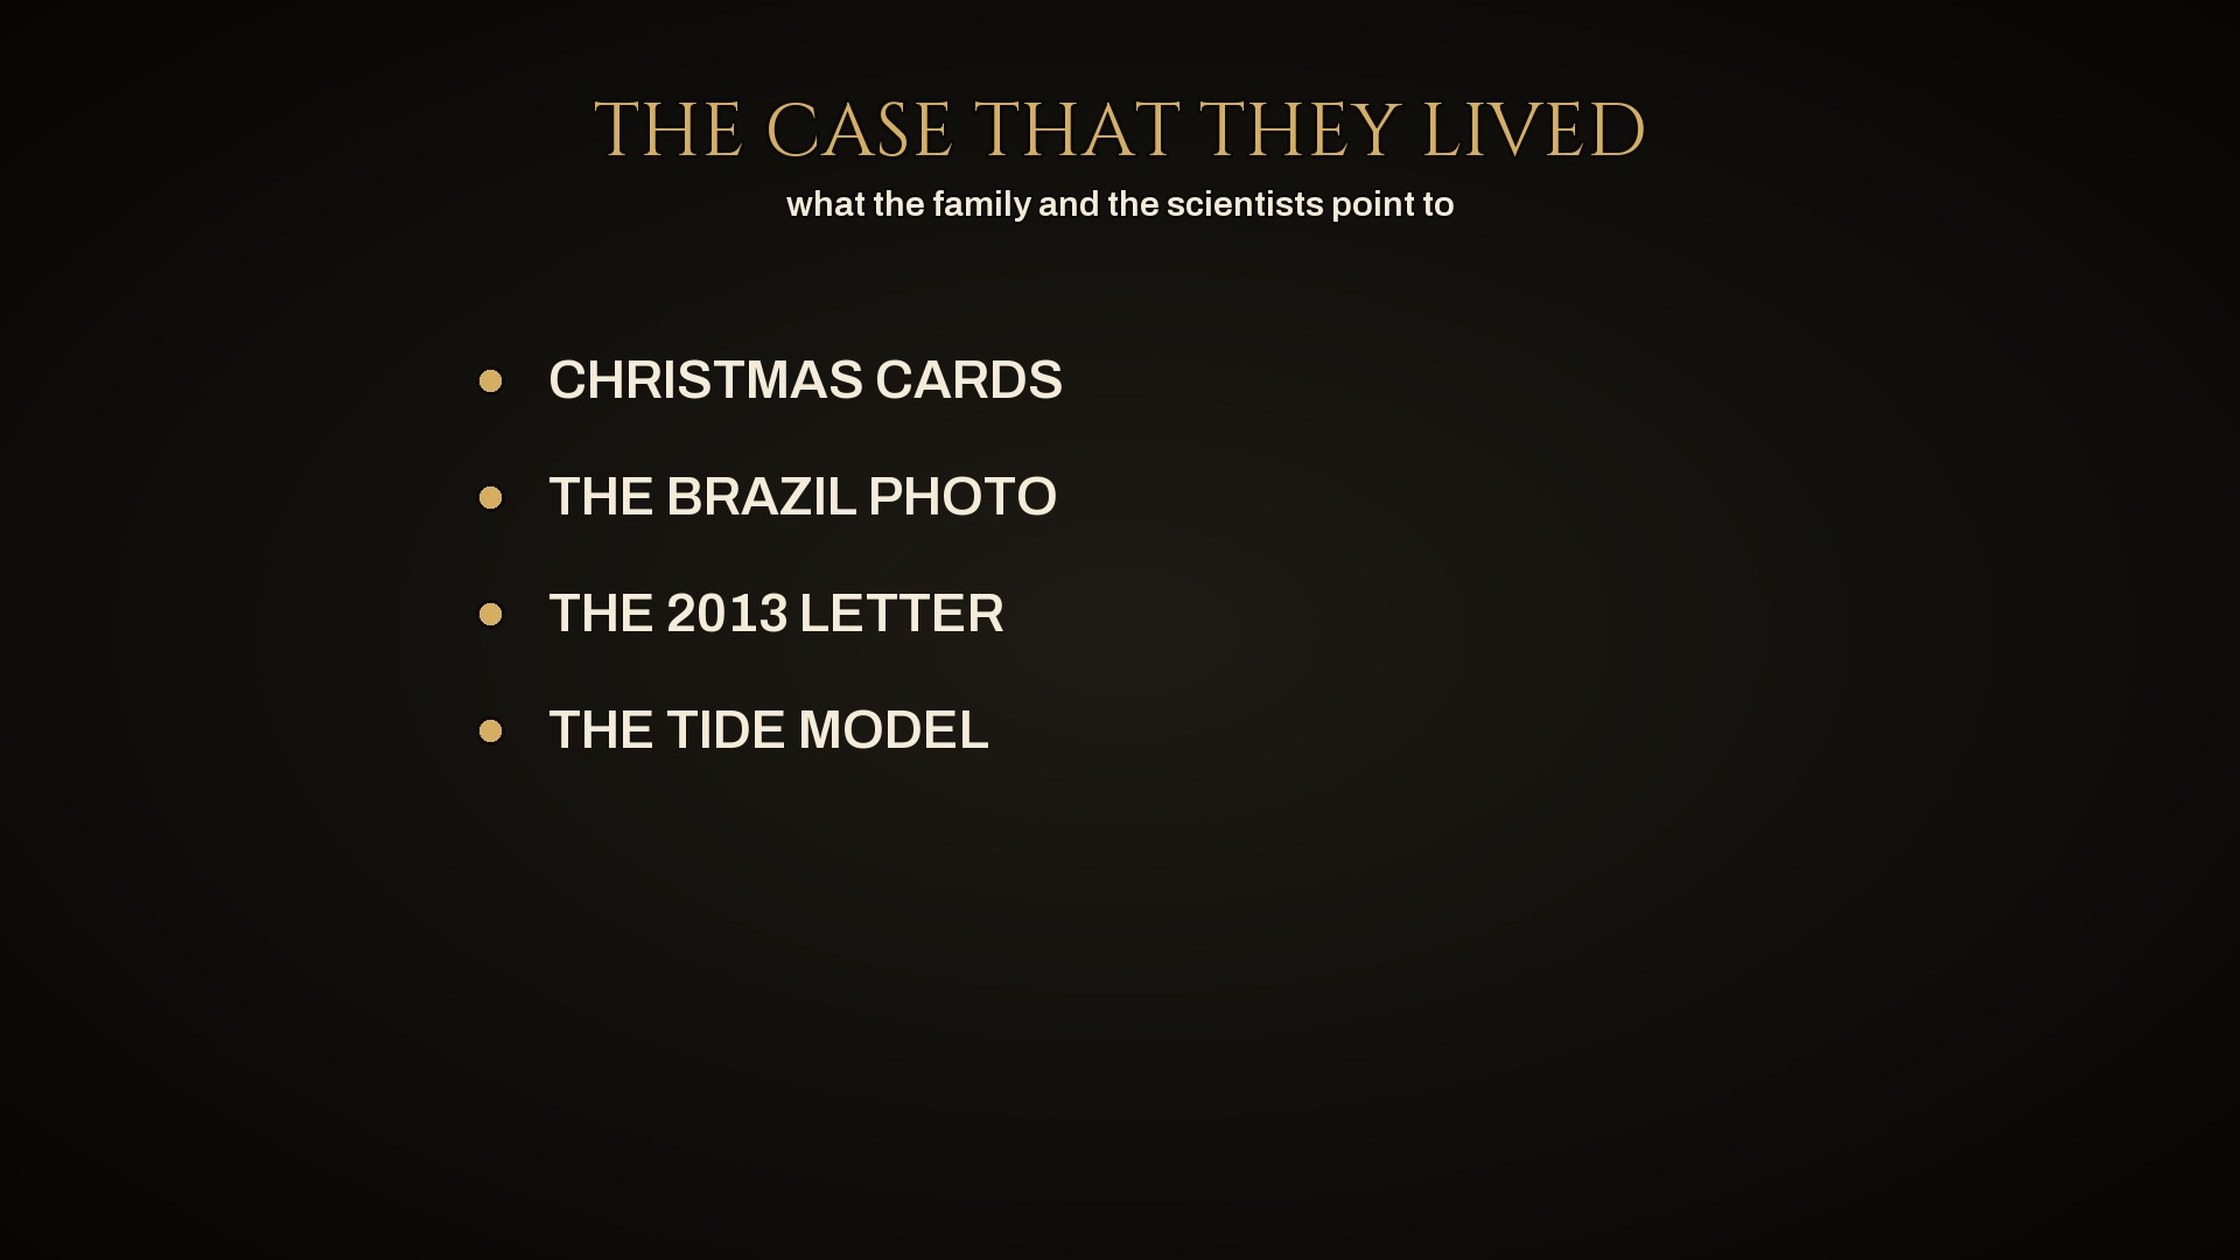 THE CASE THAT THEY LIVED
what the family and the scientists point to
CHRISTMAS CARDS
THE BRAZIL PHOTO
THE 2013 LETTER
THE TIDE MODEL